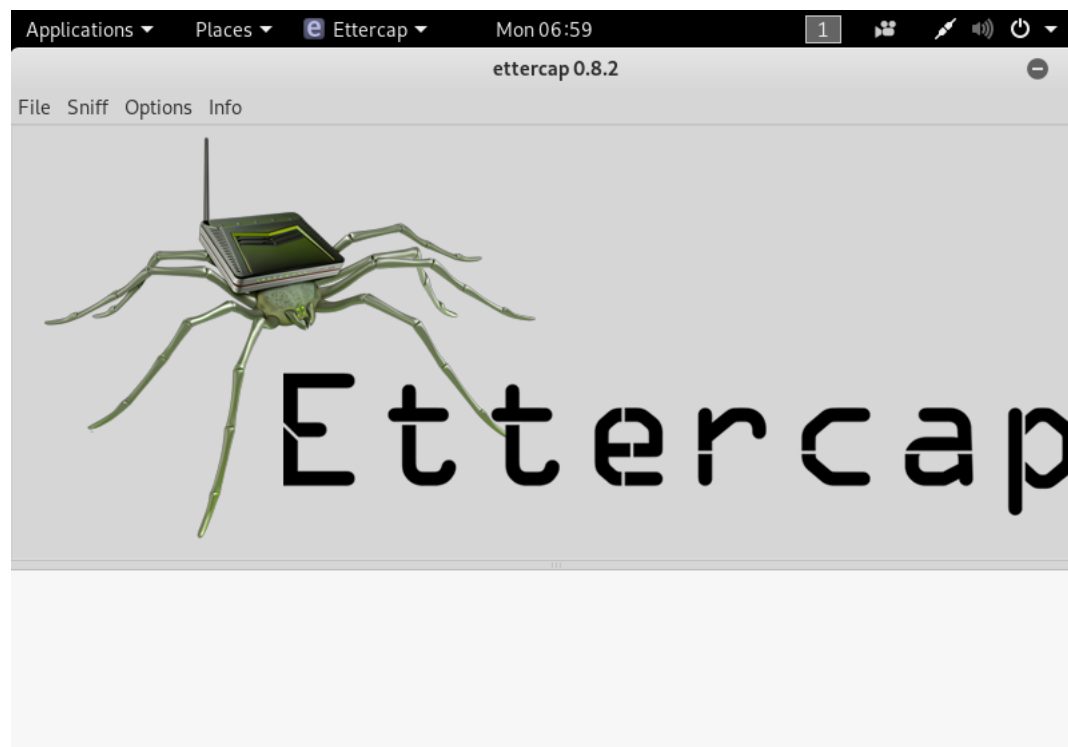 Applications Places Ettercap Mon 06:59 1
ettercap 0.8.2
File Sniff Options Info
Ettercap